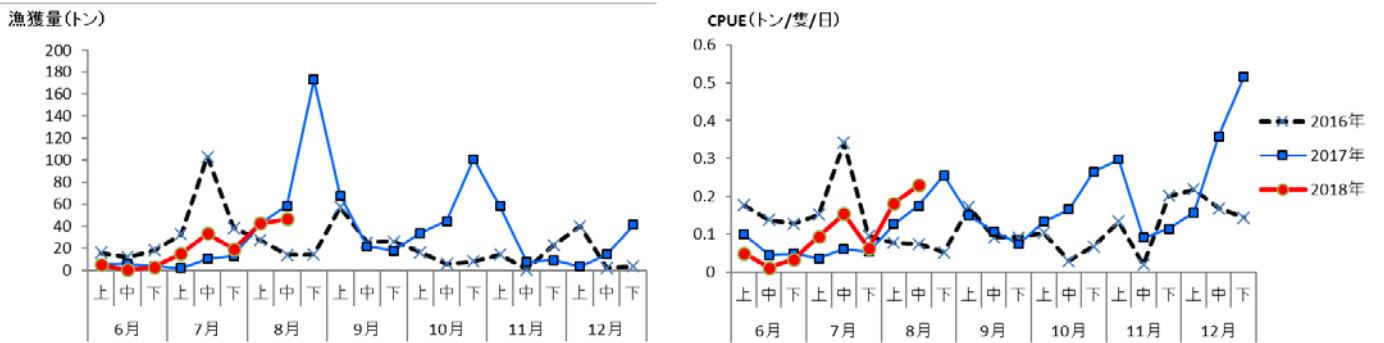 漁獲量(トン)
200
180
160
140
120
100
80
60
40
20
0
上 中 下 上 中 下 上 中 下 上 中 下 上 中 下 上 中 下 上 中 下
6月 7月 8月 9月 10月 11月 12月
CPUE(トン/隻/日)
0.6
0.5
0.4
0.3
0.2
0.1
0
上 中 下 上 中 下 上 中 下 上 中 下 上 中 下 上 中 下 上 中 下
6月 7月 8月 9月 10月 11月 12月
2016年
2017年
2018年